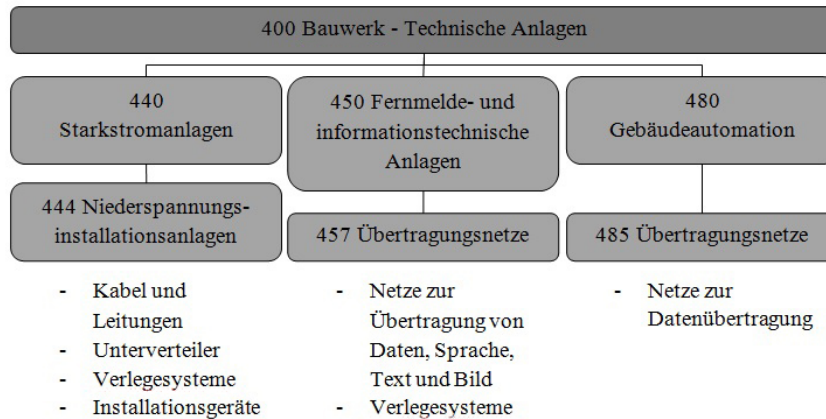 400 Bauwerk - Technische Anlagen
440
Starkstromanlagen
450 Fernmelde- und
informationstechnische
Anlagen
480
Gebäudeautomation
444 Niederspannungs-
installationsanlagen
457 Übertragungsnetze
485 Übertragungsnetze
- Kabel und
Leitungen
- Unterverteiler
- Verlegesysteme
- Installationsgeräte
- Netze zur
Übertragung von
Daten, Sprache,
Text und Bild
- Verlegesysteme
- Netze zur
Datenübertragung